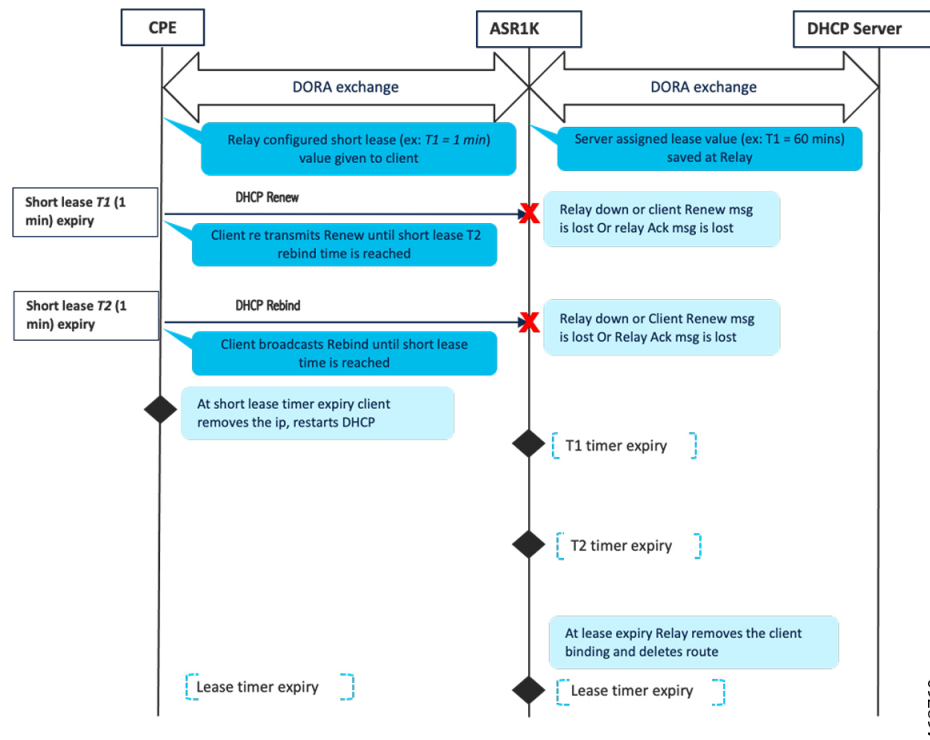 CPE
ASR1K
DHCP Server
DORA exchange
DORA exchange
Relay configured short lease (ex: T1 = 1 min)
value given to client
Server assigned lease value (ex: T1 = 60 mins)
saved at Relay
Short lease T1 (1
min) expiry
DHCP Renew
Relay down or client Renew msg
is lost Or relay Ack msg is lost
Client re transmits Renew until short lease T2
rebind time is reached
Short lease T2 (1
min) expiry
DHCP Rebind
Relay down or Client Renew msg
is lost Or Relay Ack msg is lost
Client broadcasts Rebind until short lease
time is reached
At short lease timer expiry client
removes the ip, restarts DHCP
T1 timer expiry
T2 timer expiry
At lease expiry Relay removes the client
binding and deletes route
Lease timer expiry
Lease timer expiry